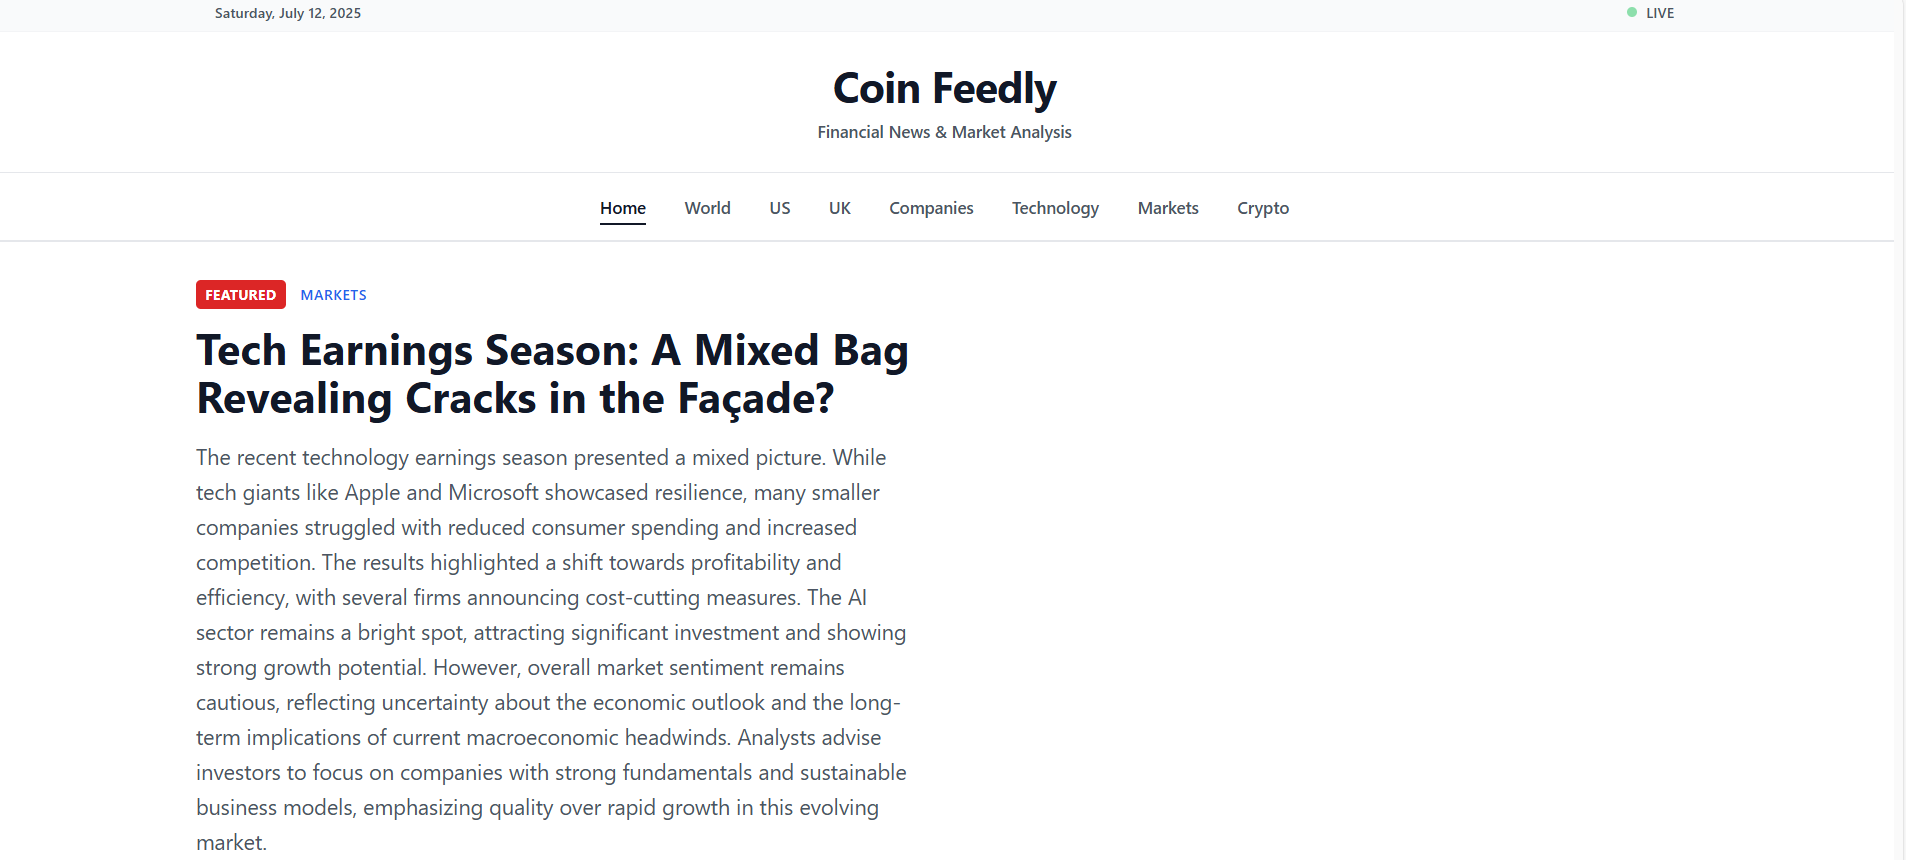 Saturday, July 12, 2025
LIVE
Coin Feedly
Financial News & Market Analysis
Home World US UK Companies Technology Markets Crypto
FEATURED MARKETS
Tech Earnings Season: A Mixed Bag
Revealing Cracks in the Façade?
The recent technology earnings season presented a mixed picture. While
tech giants like Apple and Microsoft showcased resilience, many smaller
companies struggled with reduced consumer spending and increased
competition. The results highlighted a shift towards profitability and
efficiency, with several firms announcing cost-cutting measures. The AI
sector remains a bright spot, attracting significant investment and showing
strong growth potential. However, overall market sentiment remains
cautious, reflecting uncertainty about the economic outlook and the long-
term implications of current macroeconomic headwinds. Analysts advise
investors to focus on companies with strong fundamentals and sustainable
business models, emphasizing quality over rapid growth in this evolving
market.